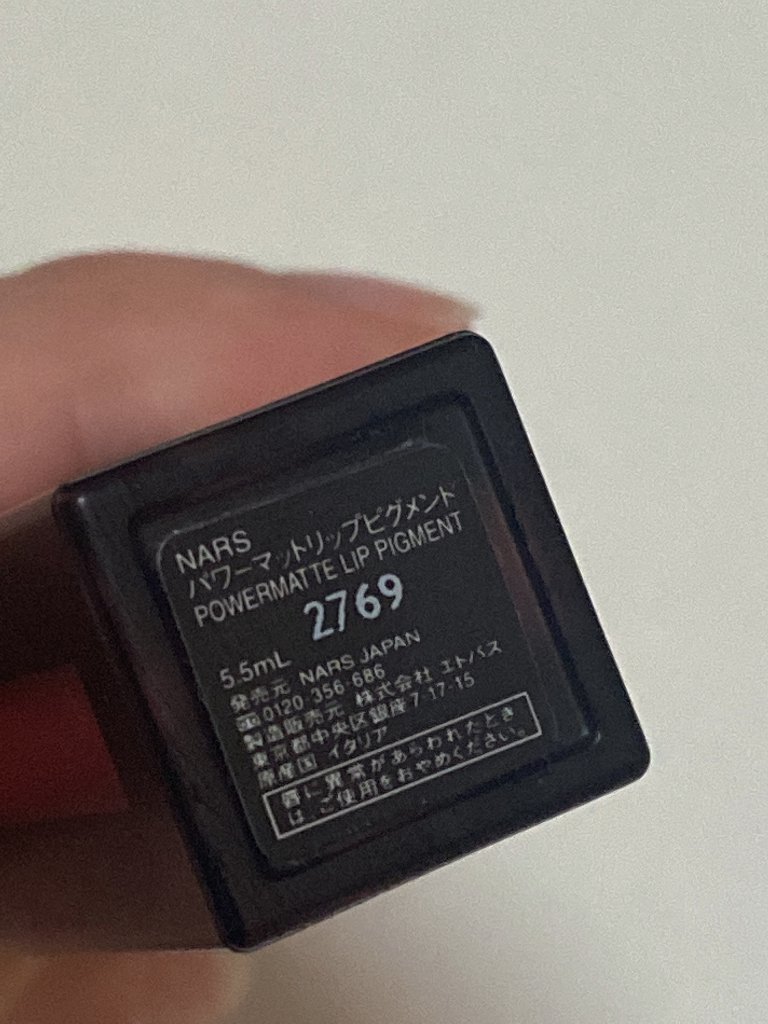 NARS
パワーマットリップピグメント
POWERMATTE LIP PIGMENT
2769
5.5mL
発売元 NARS JAPAN
0120-356-686
製造販売元 株式会社 エトバス
東京都中央区銀座7-17-15
原産国 イタリア
唇に異常があらわれたとき
は、ご使用をおやめください。